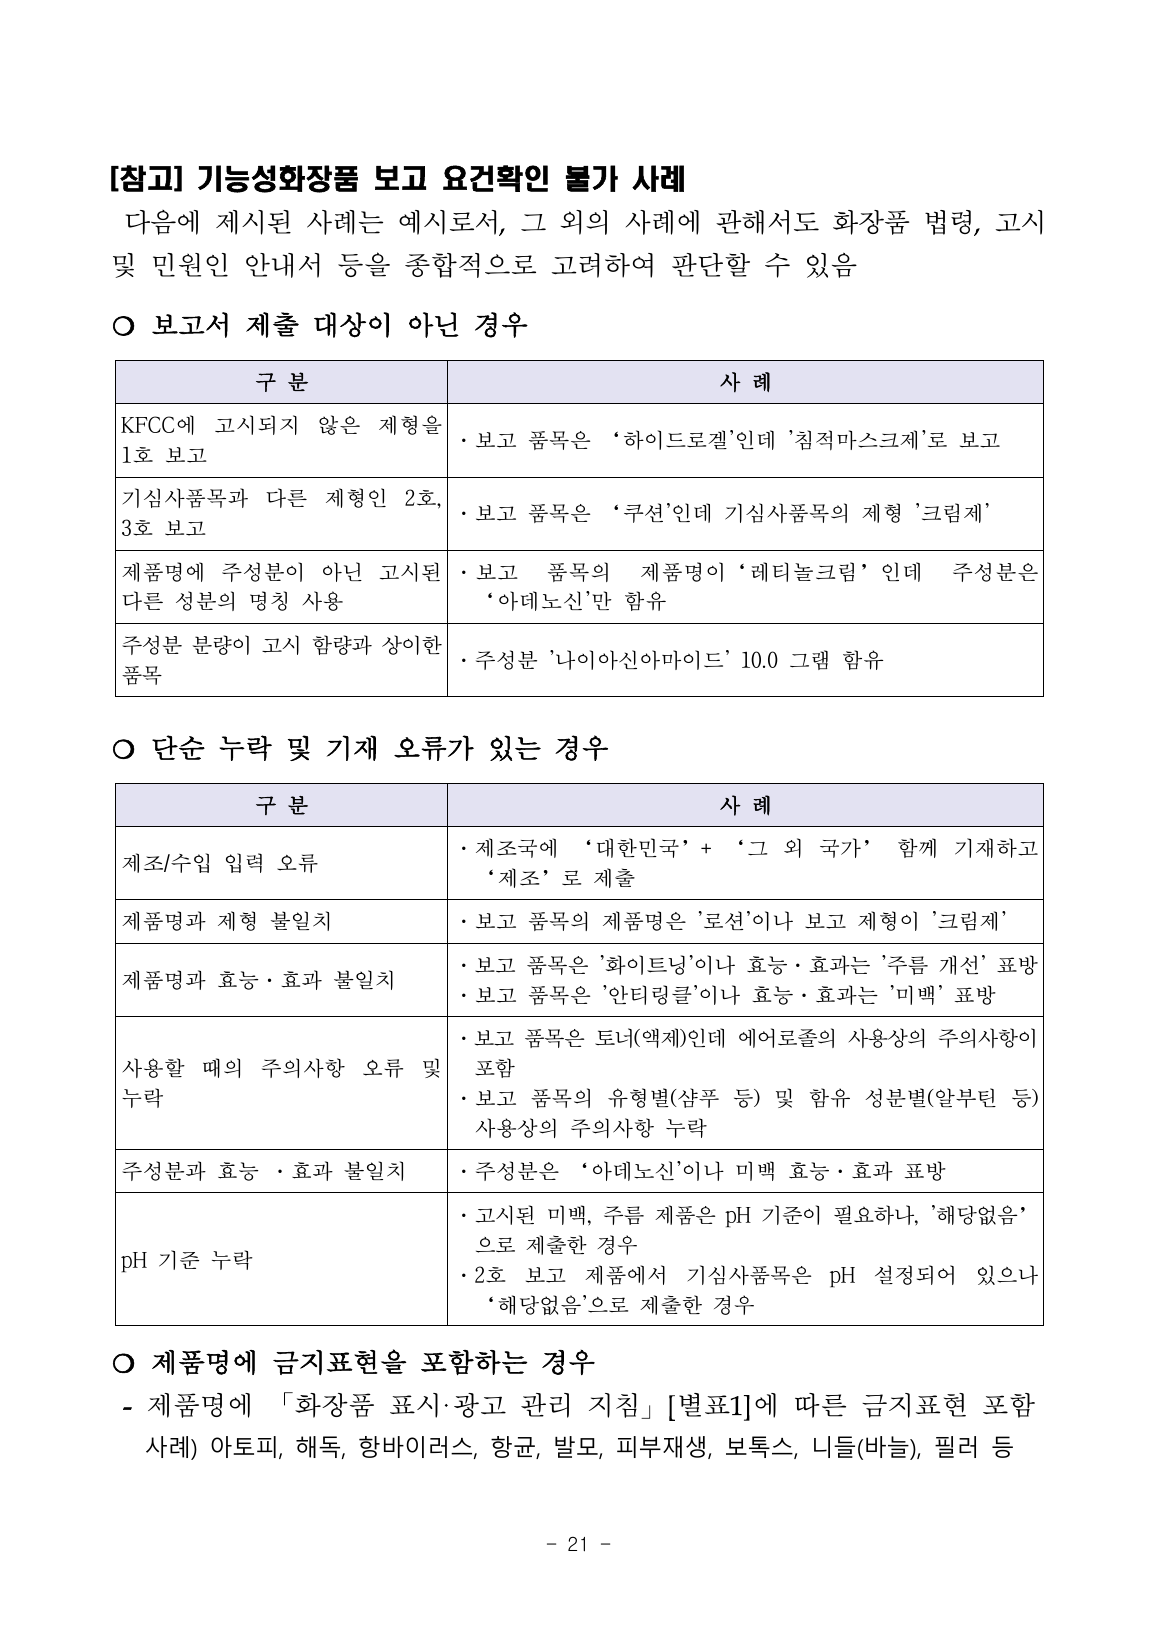 [참고] 기능성화장품 보고 요건확인 불가 사례
다음에 제시된 사례는 예시로서, 그 외의 사례에 관해서도 화장품 법령, 고시
및 민원인 안내서 등을 종합적으로 고려하여 판단할 수 있음
❍ 보고서 제출 대상이 아닌 경우
구 분
사 례
KFCC에 고시되지 않은 제형을
1호 보고
·보고 품목은 ‘하이드로겔’인데 ’침적마스크제’로 보고
기심사품목과 다른 제형인 2호,
3호 보고
·보고 품목은 ‘쿠션’인데 기심사품목의 제형 ’크림제’
제품명에 주성분이 아닌 고시된
다른 성분의 명칭 사용
·보고 품목의 제품명이‘레티놀크림’인데 주성분은
‘아데노신’만 함유
주성분 분량이 고시 함량과 상이한
품목
·주성분 ’나이아신아마이드’ 10.0 그램 함유
❍ 단순 누락 및 기재 오류가 있는 경우
구 분
사 례
제조/수입 입력 오류
·제조국에 ‘대한민국’+ ‘그 외 국가’ 함께 기재하고
‘제조’로 제출
제품명과 제형 불일치
·보고 품목의 제품명은 ’로션’이나 보고 제형이 ’크림제’
제품명과 효능·효과 불일치
·보고 품목은 ’화이트닝’이나 효능·효과는 ’주름 개선’ 표방
·보고 품목은 ’안티링클’이나 효능·효과는 ’미백’ 표방
사용할 때의 주의사항 오류 및
누락
·보고 품목은 토너(액제)인데 에어로졸의 사용상의 주의사항이
포함
·보고 품목의 유형별(샴푸 등) 및 함유 성분별(알부틴 등)
사용상의 주의사항 누락
주성분과 효능 ·효과 불일치
·주성분은 ‘아데노신’이나 미백 효능·효과 표방
pH 기준 누락
·고시된 미백, 주름 제품은 pH 기준이 필요하나, ’해당없음’
으로 제출한 경우
·2호 보고 제품에서 기심사품목은 pH 설정되어 있으나
‘해당없음’으로 제출한 경우
❍ 제품명에 금지표현을 포함하는 경우
- 제품명에 「화장품 표시·광고 관리 지침」[별표1]에 따른 금지표현 포함
사례) 아토피, 해독, 항바이러스, 항균, 발모, 피부재생, 보톡스, 니들(바늘), 필러 등
- 21 -